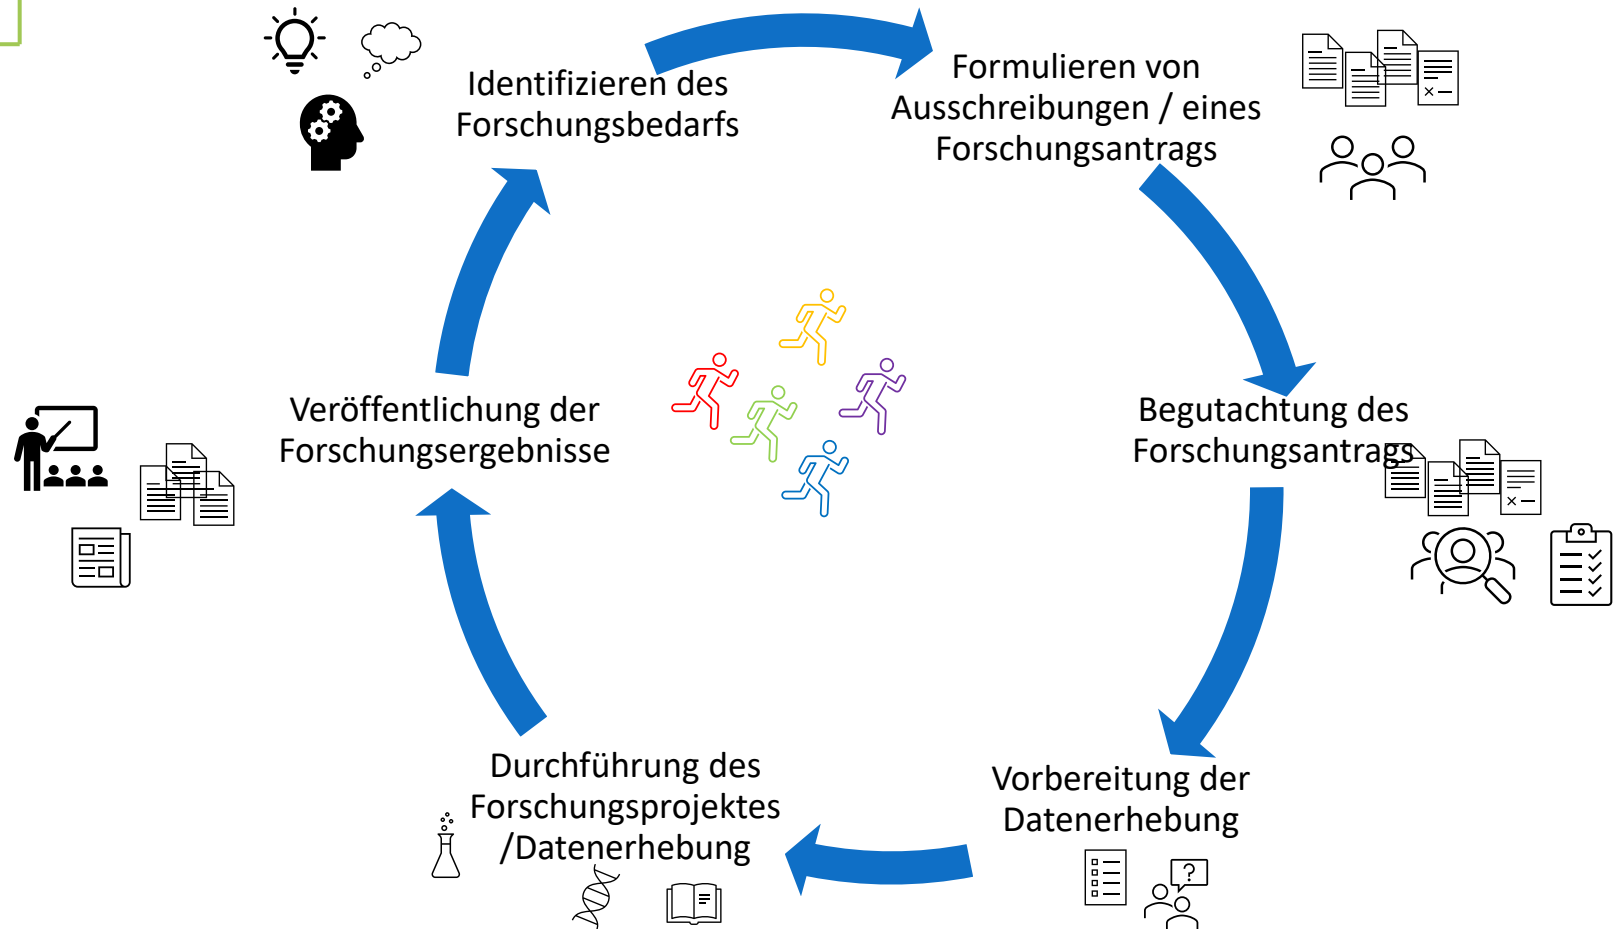 Identifizieren des
Forschungsbedarfs
Formulieren von
Ausschreibungen / eines
Forschungsantrags
Begutachtung des
Forschungsantrags
Vorbereitung der
Datenerhebung
?
Durchführung des
Forschungsprojektes
/Datenerhebung
Veröffentlichung der
Forschungsergebnisse